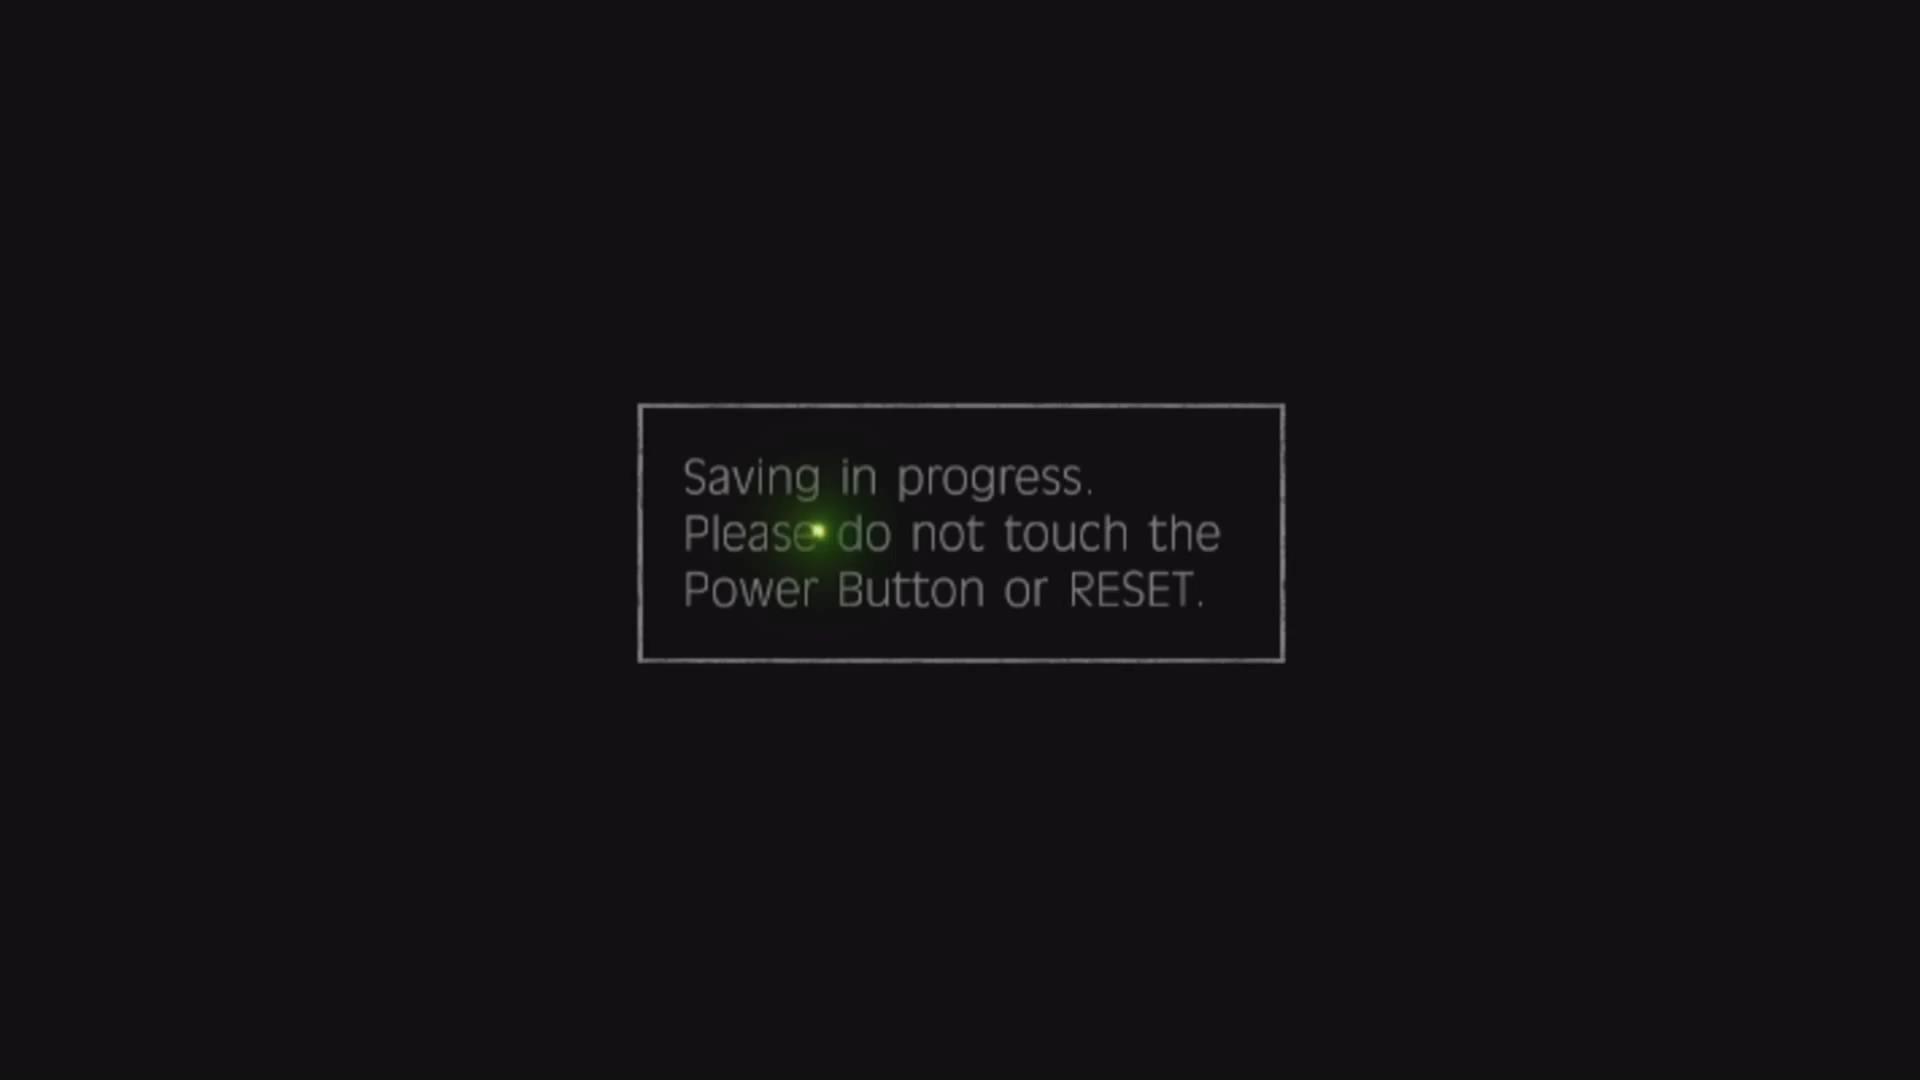 Saving in progress.
Please do not touch the
Power Button or RESET.